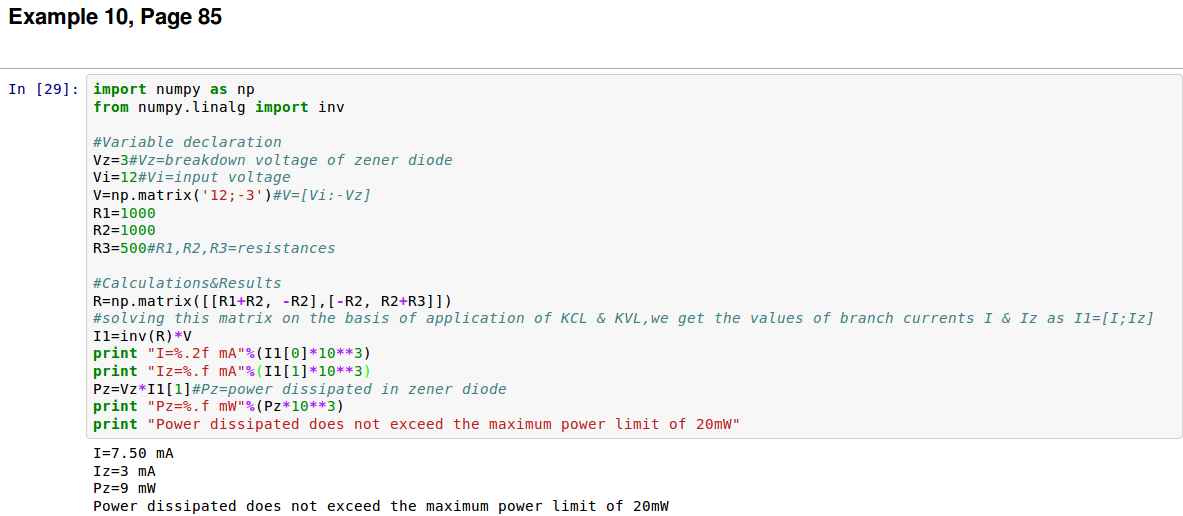 Example 10, Page 85
In [29]: import numpy as np
from numpy.linalg import inv
#Variable declaration
Vz=3#Vz=breakdown voltage of zener diode
Vi=12#Vi=input voltage
V=np.matrix('12;-3')#V=[Vi:-Vz]
R1=1000
R2=1000
R3=500#R1,R2,R3=resistances
#Calculations&Results
R=np.matrix([[R1+R2, -R2],[-R2, R2+R3]])
#solving this matrix on the basis of application of KCL & KVL,we get the values of branch currents I & Iz as I1=[I;Iz]
I1=inv(R)*V
print "I=%.2f mA"%(I1[0]*10**3)
print "Iz=%.f mA"%(I1[1]*10**3)
Pz=Vz*I1[1]#Pz=power dissipated in zener diode
print "Pz=%.f mW"%(Pz*10**3)
print "Power dissipated does not exceed the maximum power limit of 20mW"
I=7.50 mA
Iz=3 mA
Pz=9 mW
Power dissipated does not exceed the maximum power limit of 20mW